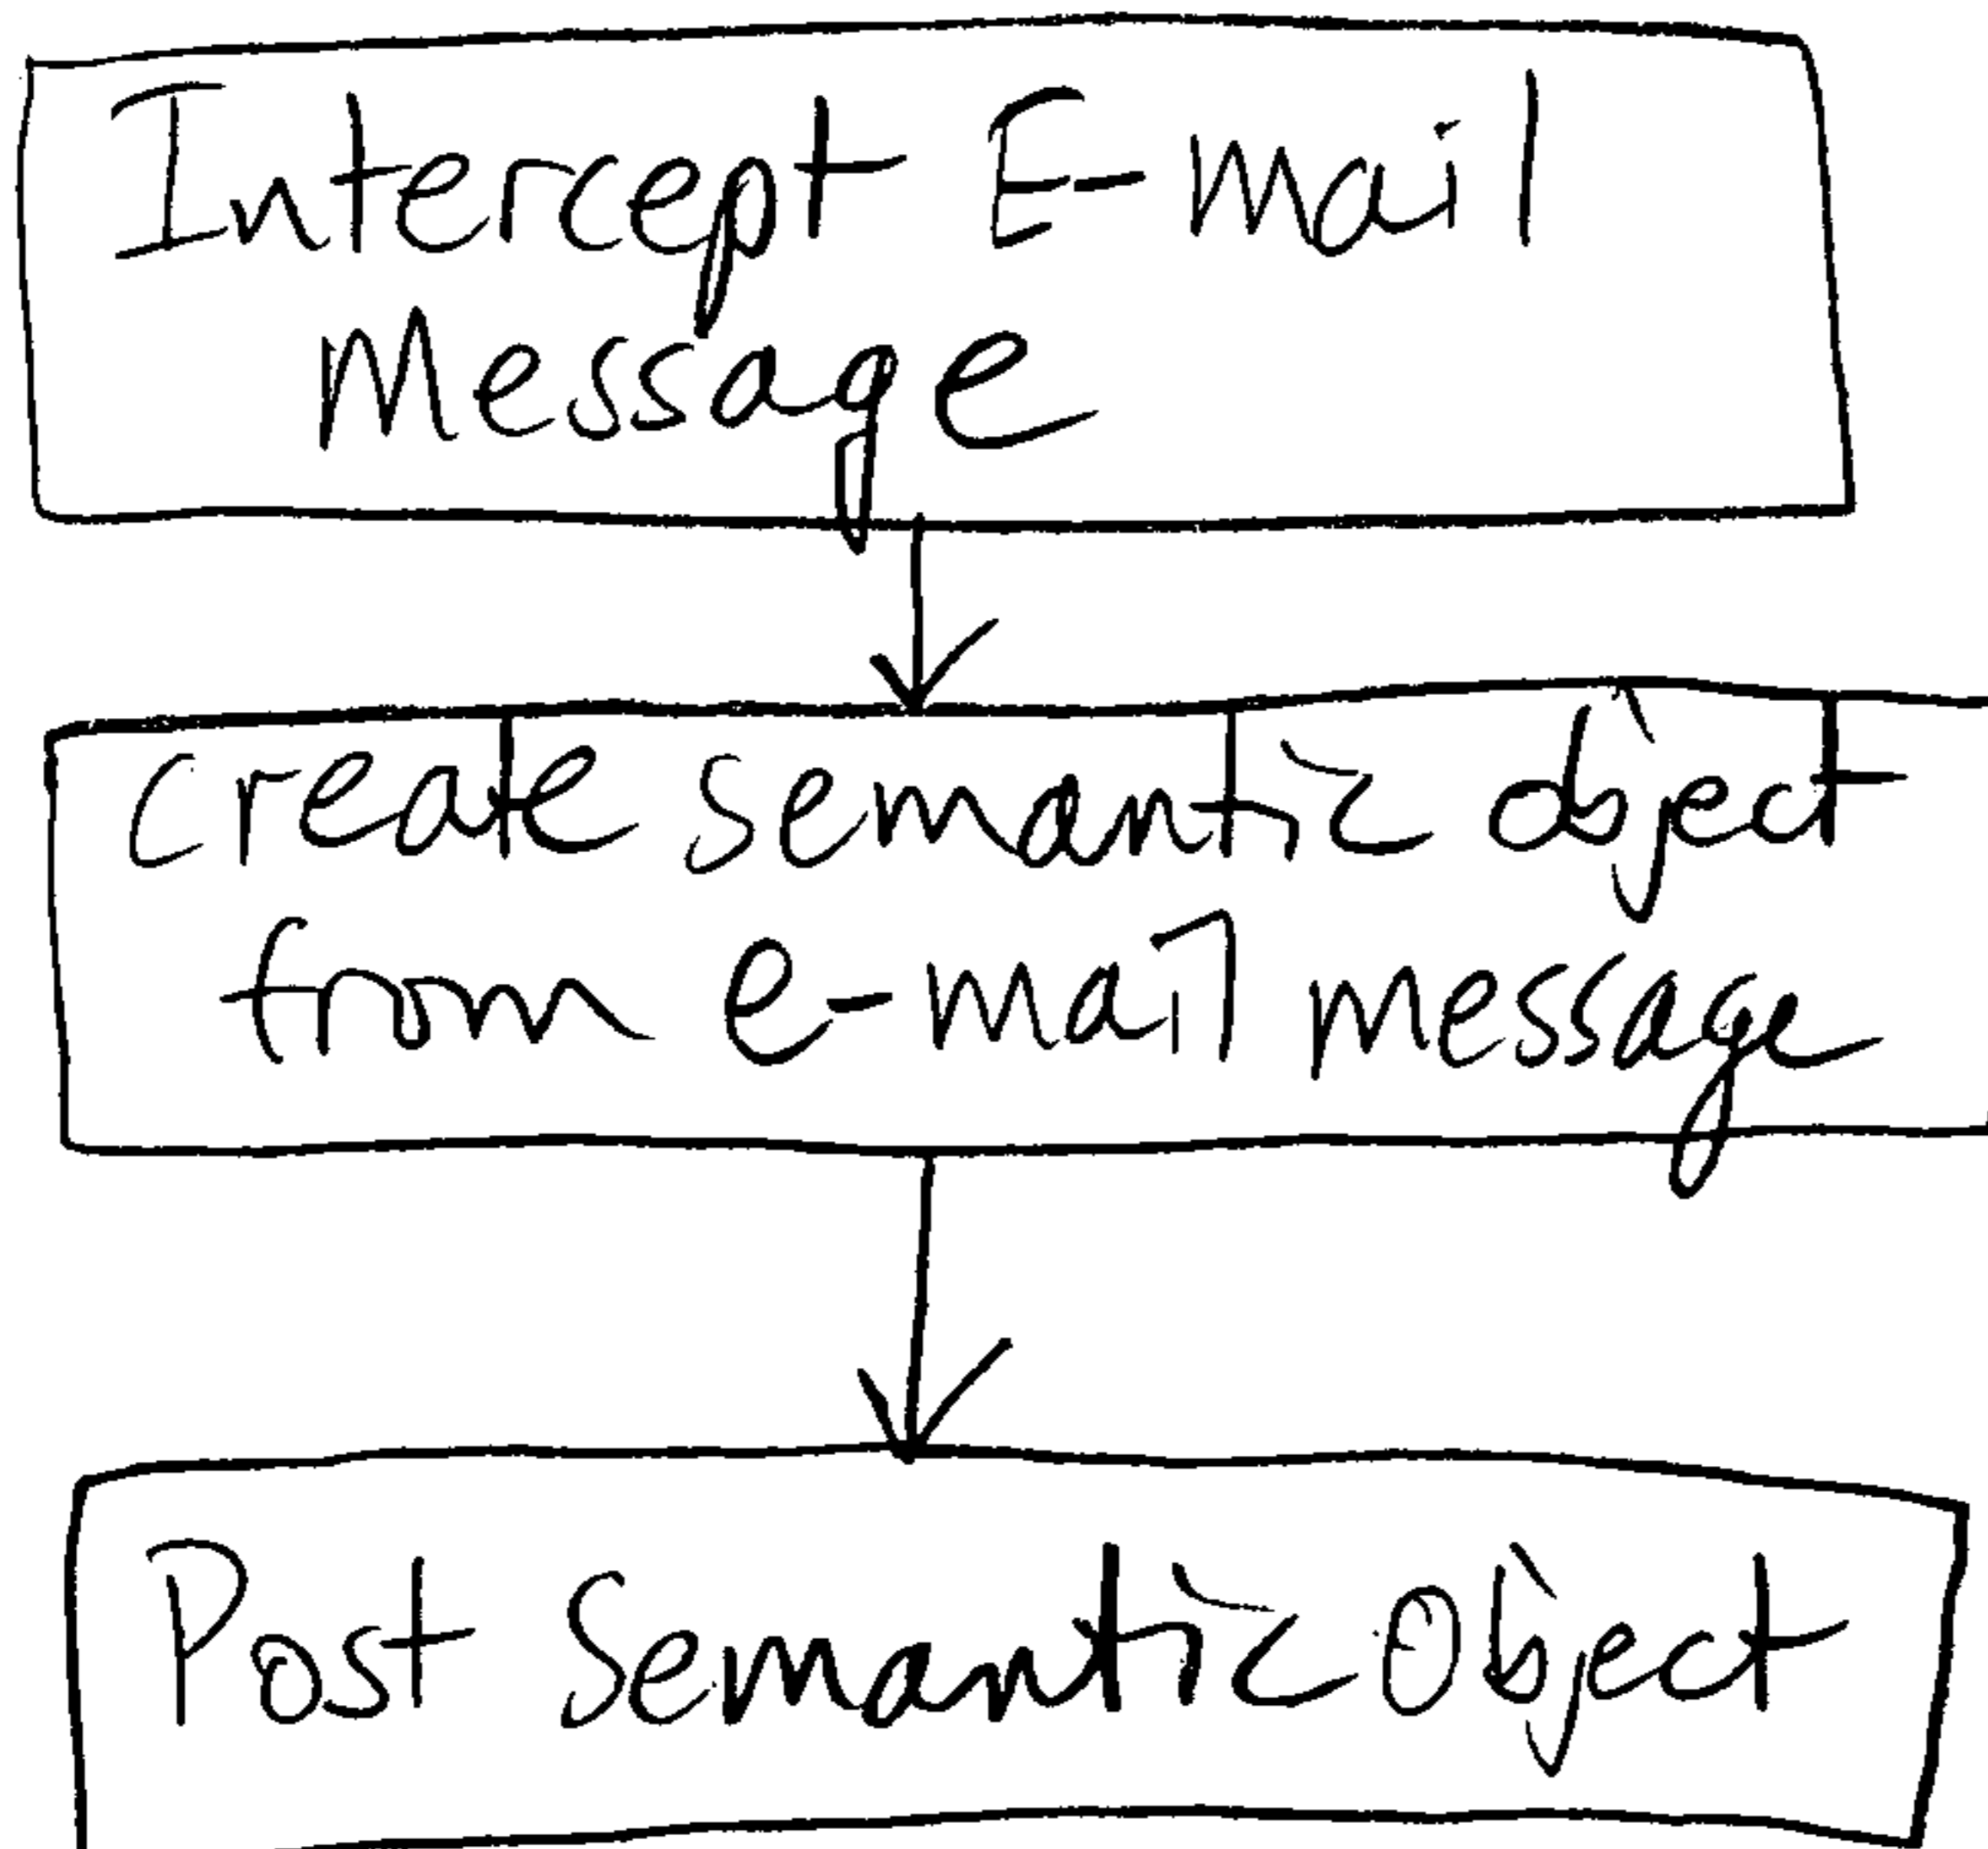 Intercept E-mail
Message
Create semantic object
from e-mail message
Post Semantic Object